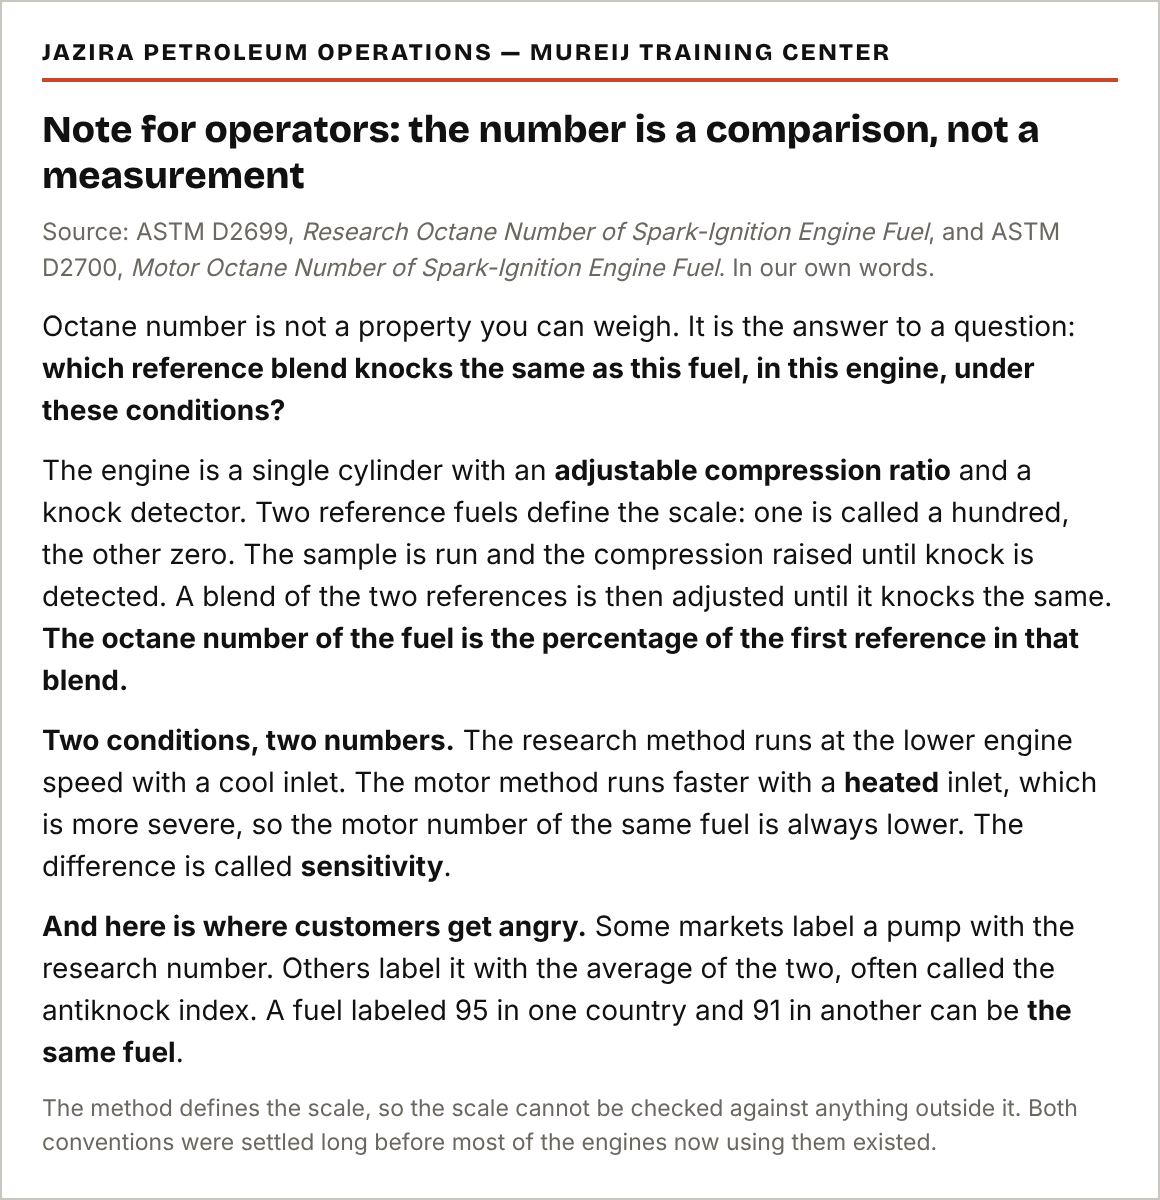 JAZIRA PETROLEUM OPERATIONS — MUREIJ TRAINING CENTER
Note for operators: the number is a comparison, not a
measurement
Source: ASTM D2699, Research Octane Number of Spark-Ignition Engine Fuel, and ASTM
D2700, Motor Octane Number of Spark-Ignition Engine Fuel. In our own words.
Octane number is not a property you can weigh. It is the answer to a question:
which reference blend knocks the same as this fuel, in this engine, under
these conditions?
The engine is a single cylinder with an adjustable compression ratio and a
knock detector. Two reference fuels define the scale: one is called a hundred,
the other zero. The sample is run and the compression raised until knock is
detected. A blend of the two references is then adjusted until it knocks the same.
The octane number of the fuel is the percentage of the first reference in that
blend.
Two conditions, two numbers. The research method runs at the lower engine
speed with a cool inlet. The motor method runs faster with a heated inlet, which
is more severe, so the motor number of the same fuel is always lower. The
difference is called sensitivity.
And here is where customers get angry. Some markets label a pump with the
research number. Others label it with the average of the two, often called the
antiknock index. A fuel labeled 95 in one country and 91 in another can be the
same fuel.
The method defines the scale, so the scale cannot be checked against anything outside it. Both
conventions were settled long before most of the engines now using them existed.